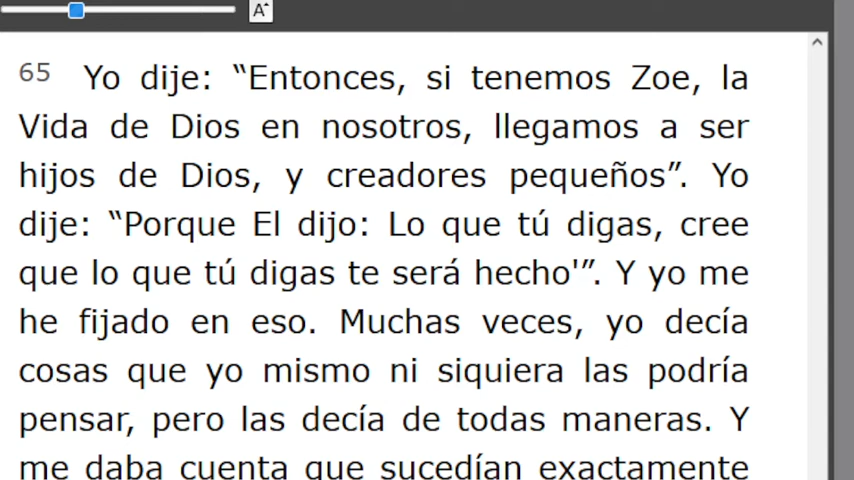 A
65 Yo dije: “Entonces, si tenemos Zoe, la
Vida de Dios en nosotros, llegamos a ser
hijos de Dios, y creadores pequeños”. Yo
dije: “Porque El dijo: Lo que tú digas, cree
que lo que tú digas te será hecho'”. Y yo me
he fijado en eso. Muchas veces, yo decía
cosas que yo mismo ni siquiera las podría
pensar, pero las decía de todas maneras. Y
me daba cuenta que sucedían exactamente